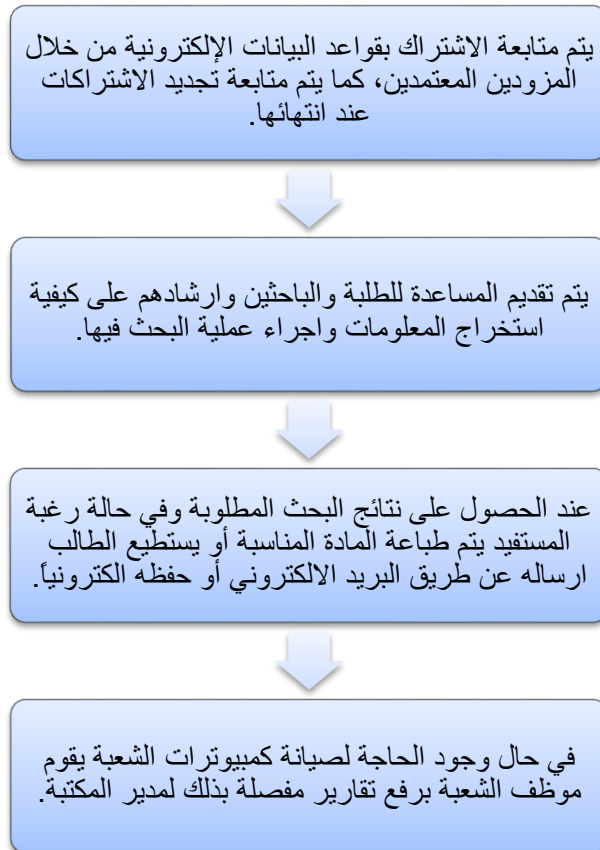 يتم متابعة الاشتراك بقواعد البيانات الإلكترونية من خلال
المزودين المعتمدين، كما يتم متابعة تجديد الاشتراكات
عند انتهائها.
يتم تقديم المساعدة للطلبة والباحثين وارشادهم على كيفية
استخراج المعلومات واجراء عملية البحث فيها.
عند الحصول على نتائج البحث المطلوبة وفي حالة رغبة
المستفيد يتم طباعة المادة المناسبة أو يستطيع الطالب
ارساله عن طريق البريد الالكتروني أو حفظه الكترونياً.
في حال وجود الحاجة لصيانة كمبيوترات الشعبة يقوم
موظف الشعبة برفع تقارير مفصلة بذلك لمدير المكتبة.